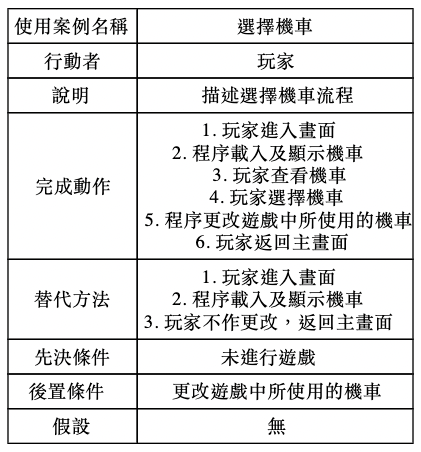 使用案例名稱 選擇機車
行動者 玩家
說明 描述選擇機車流程
完成動作
1. 玩家進入畫面
2. 程序載入及顯示機車
3. 玩家查看機車
4. 玩家選擇機車
5. 程序更改遊戲中所使用的機車
6. 玩家返回主畫面
替代方法
1. 玩家進入畫面
2. 程序載入及顯示機車
3. 玩家不作更改，返回主畫面
先決條件 未進行遊戲
後置條件 更改遊戲中所使用的機車
假設 無